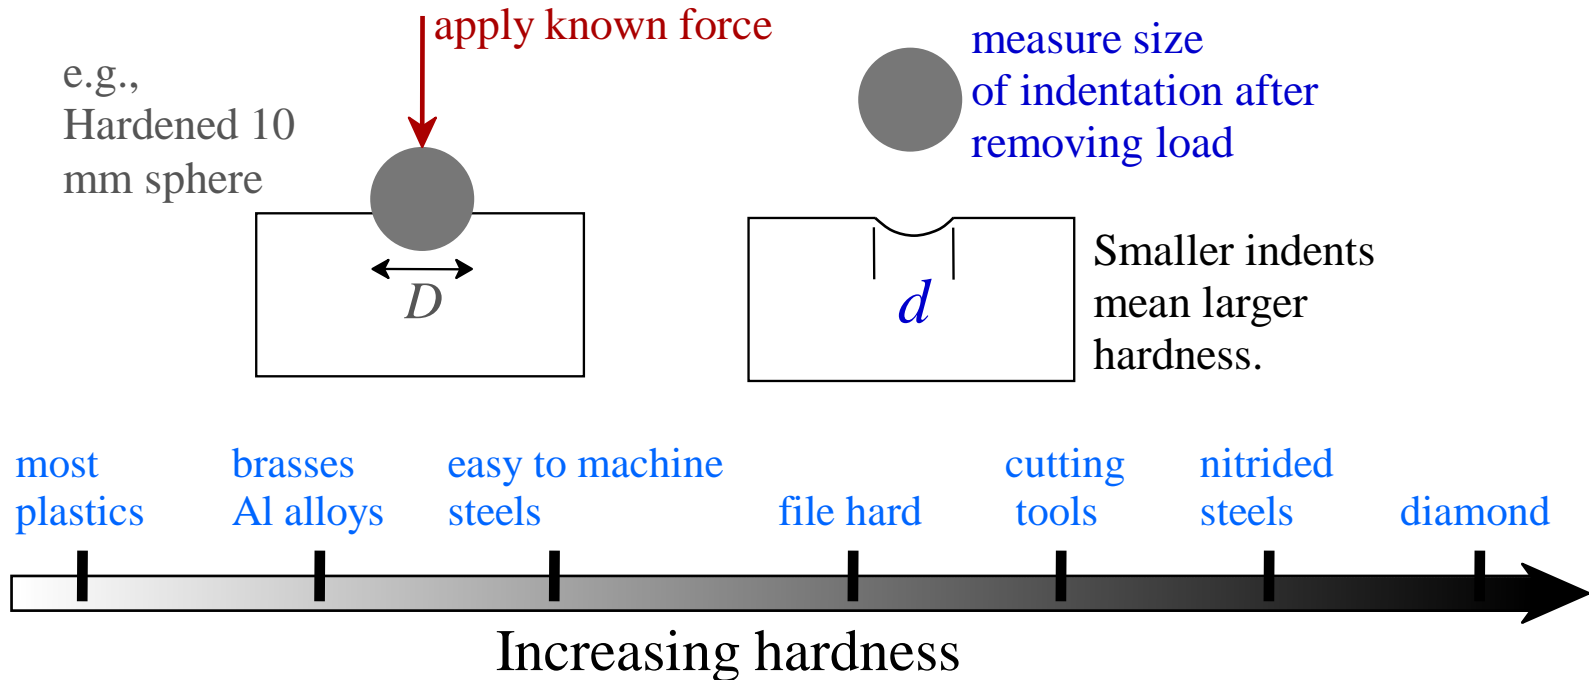 apply known force
e.g.,
Hardened 10
mm sphere
D
measure size
of indentation after
removing load
d
Smaller indents
mean larger
hardness.
most
plastics
brasses
Al alloys
easy to machine
steels
file hard
cutting
tools
nitrided
steels
diamond
Increasing hardness